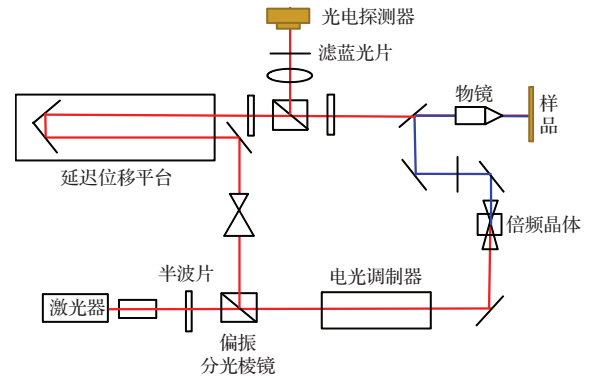 光电探测器
滤蓝光片
物镜
样
品
延迟位移平台
倍频晶体
半波片
电光调制器
激光器
偏振
分光棱镜